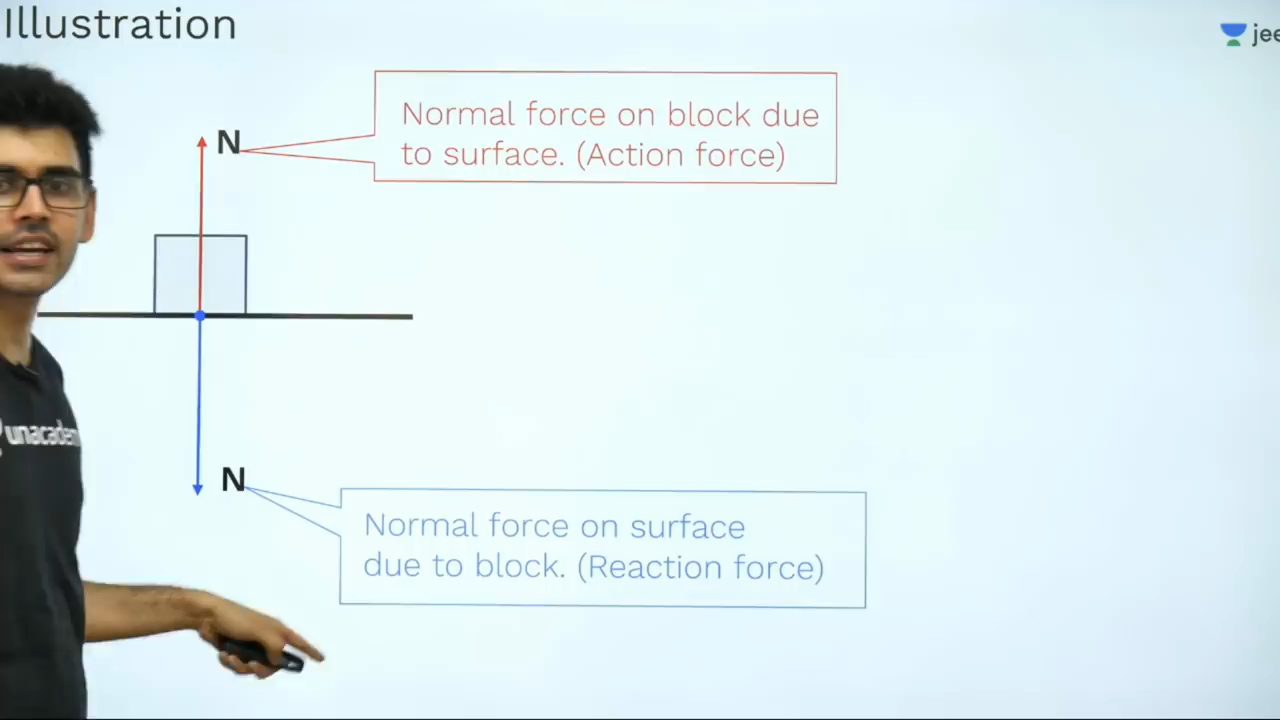 Illustration
jee
N
Normal force on block due
to surface. (Action force)
unacadem
N
Normal force on surface
due to block. (Reaction force)